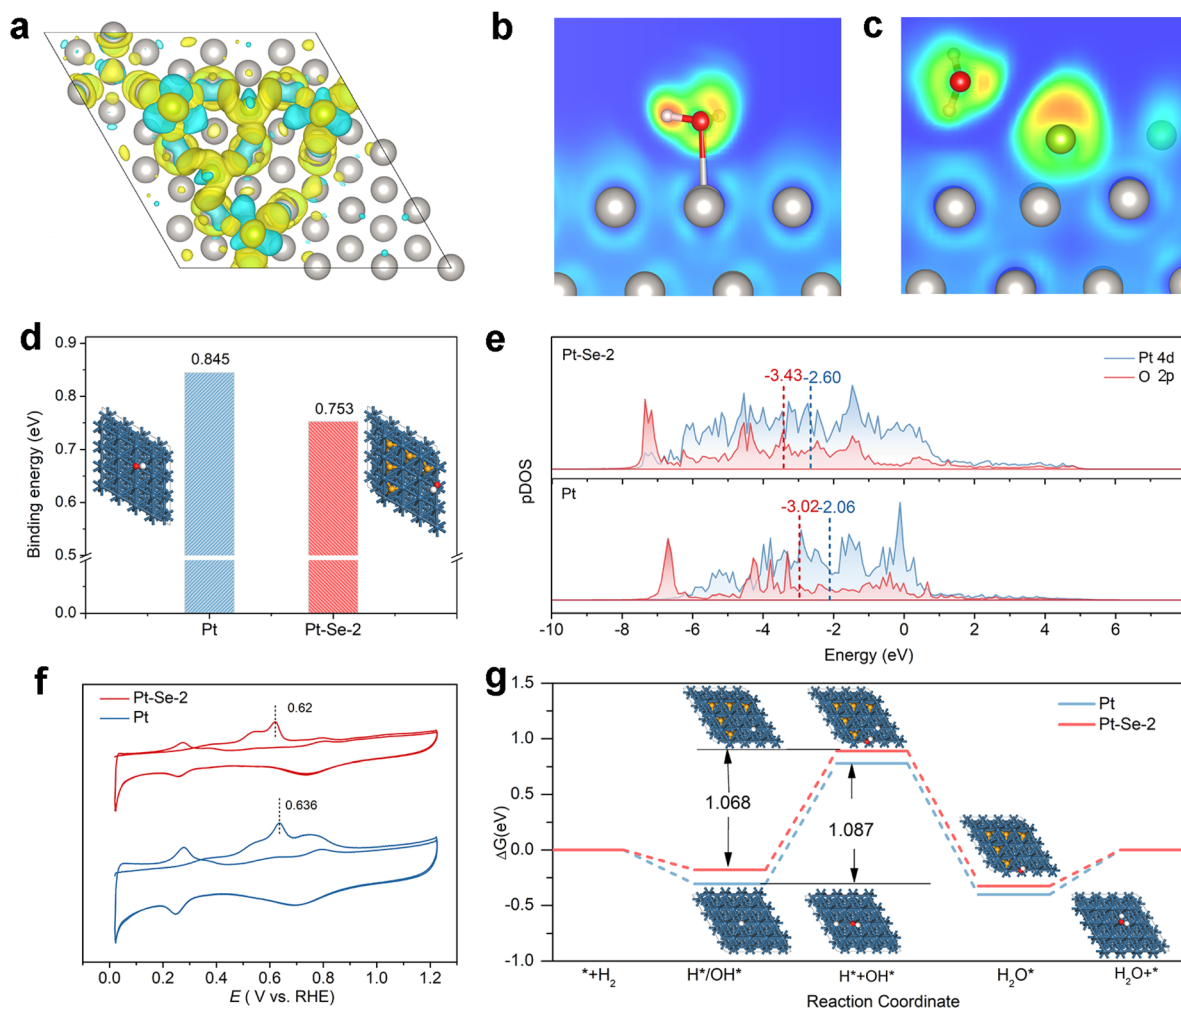 a
b
c
d
0.9
0.8
0.7
0.6
0.5
0.0
Binding energy (eV)
0.845
0.753
Pt
Pt-Se-2
e
Pt-Se-2
Pt 4d
O 2p
-3.43
-2.60
pDOS
Pt
-3.02
-2.06
-10
-8
-6
-4
-2
0
2
4
6
Energy (eV)
f
Pt-Se-2
Pt
0.62
0.636
0.0
0.2
0.4
0.6
0.8
1.0
1.2
E ( V vs. RHE)
g
1.5
1.0
0.5
0.0
-0.5
-1.0
ΔG(eV)
Pt
Pt-Se-2
1.068
1.087
*+H₂
H*/OH*
H*+OH*
H₂O*
H₂O+*
Reaction Coordinate